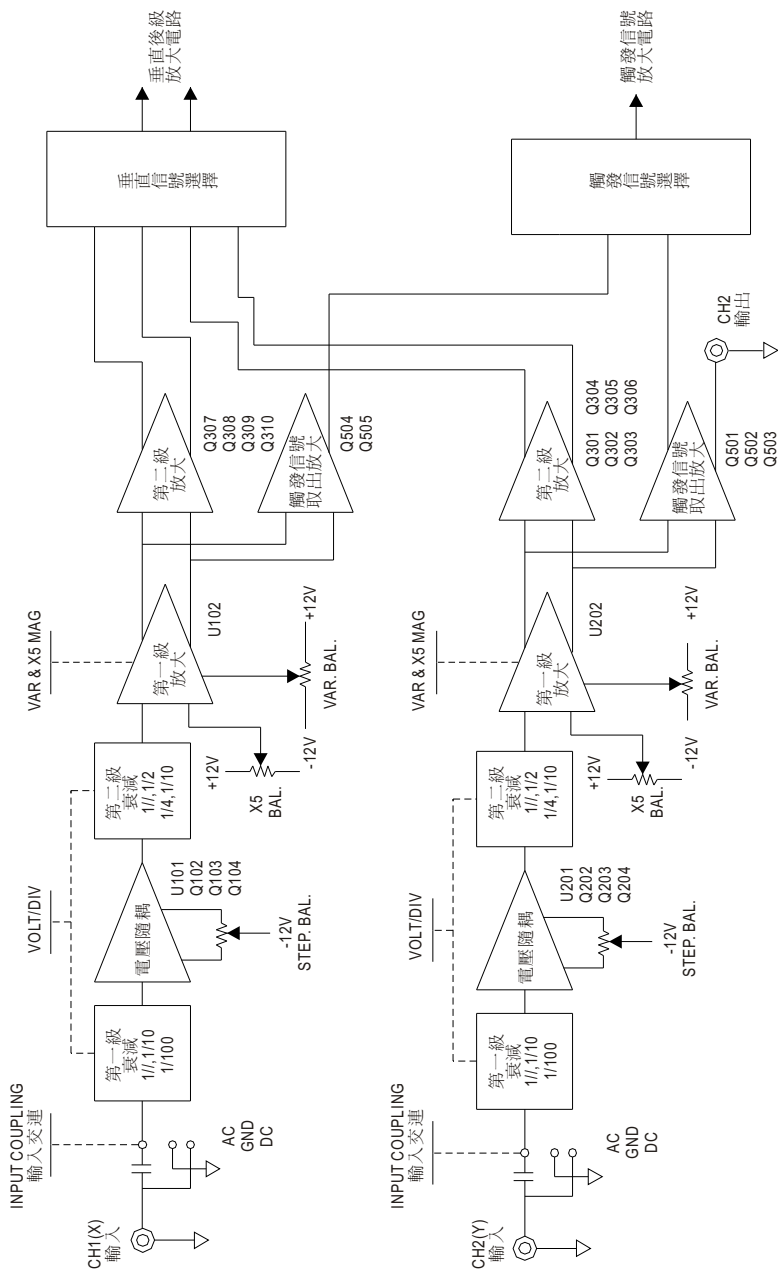 INPUT COUPLING
輸入交連
VOLT/DIV
VAR & X5 MAG
CH1(X)
輸入
AC
GND
DC
第一級
衰減
1//,1/10
1/100
電壓隨耦
U101
Q102
Q103
Q104
-12V
STEP. BAL.
第二級
衰減
1//,1/2
1/4,1/10
+12V
-12V
X5
BAL.
第一級
放大
U102
-12V
+12V
VAR. BAL.
第二級
放大
Q307
Q308
Q309
Q310
觸發信號
取出放大
Q504
Q505
垂直信號選擇
垂直後級
放大電路
INPUT COUPLING
輸入交連
VOLT/DIV
VAR & X5 MAG
CH2(Y)
輸入
AC
GND
DC
第一級
衰減
1//,1/10
1/100
電壓隨耦
U201
Q202
Q203
Q204
-12V
STEP. BAL.
第二級
衰減
1//,1/2
1/4,1/10
+12V
-12V
X5
BAL.
第一級
放大
U202
-12V
+12V
VAR. BAL.
第二級
放大
Q301 Q304
Q302 Q305
Q303 Q306
觸發信號
取出放大
Q501
Q502
Q503
CH2
輸出
觸發信號選擇
觸發信號
放大電路